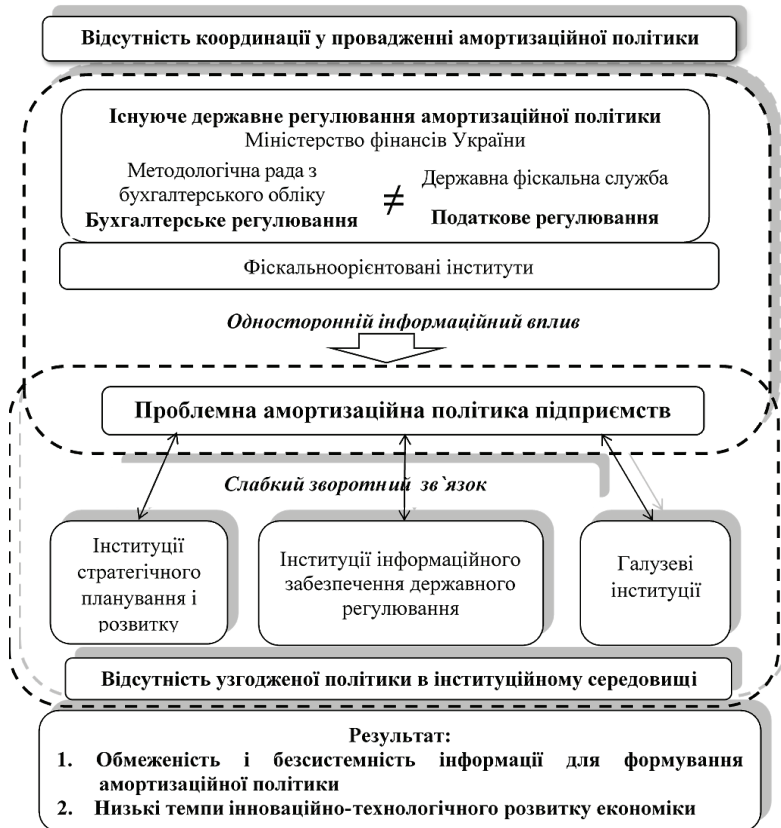 Відсутність координації у провадженні амортизаційної політики
Існуюче державне регулювання амортизаційної політики
Міністерство фінансів України
Методологічна рада з
бухгалтерського обліку
Бухгалтерське регулювання
≠
Державна фіскальна служба
Податкове регулювання
Фіскальноорієнтовані інститути
Односторонній інформаційний вплив
Проблемна амортизаційна політика підприємств
Слабкий зворотний зв`язок
Інституції
стратегічного
планування і
розвитку
Інституції інформаційного
забезпечення державного
регулювання
Галузеві
інституції
Відсутність узгодженої політики в інституційному середовищі
Результат:
1. Обмеженість і безсистемність інформації для формування
амортизаційної політики
2. Низькі темпи інноваційно-технологічного розвитку економіки